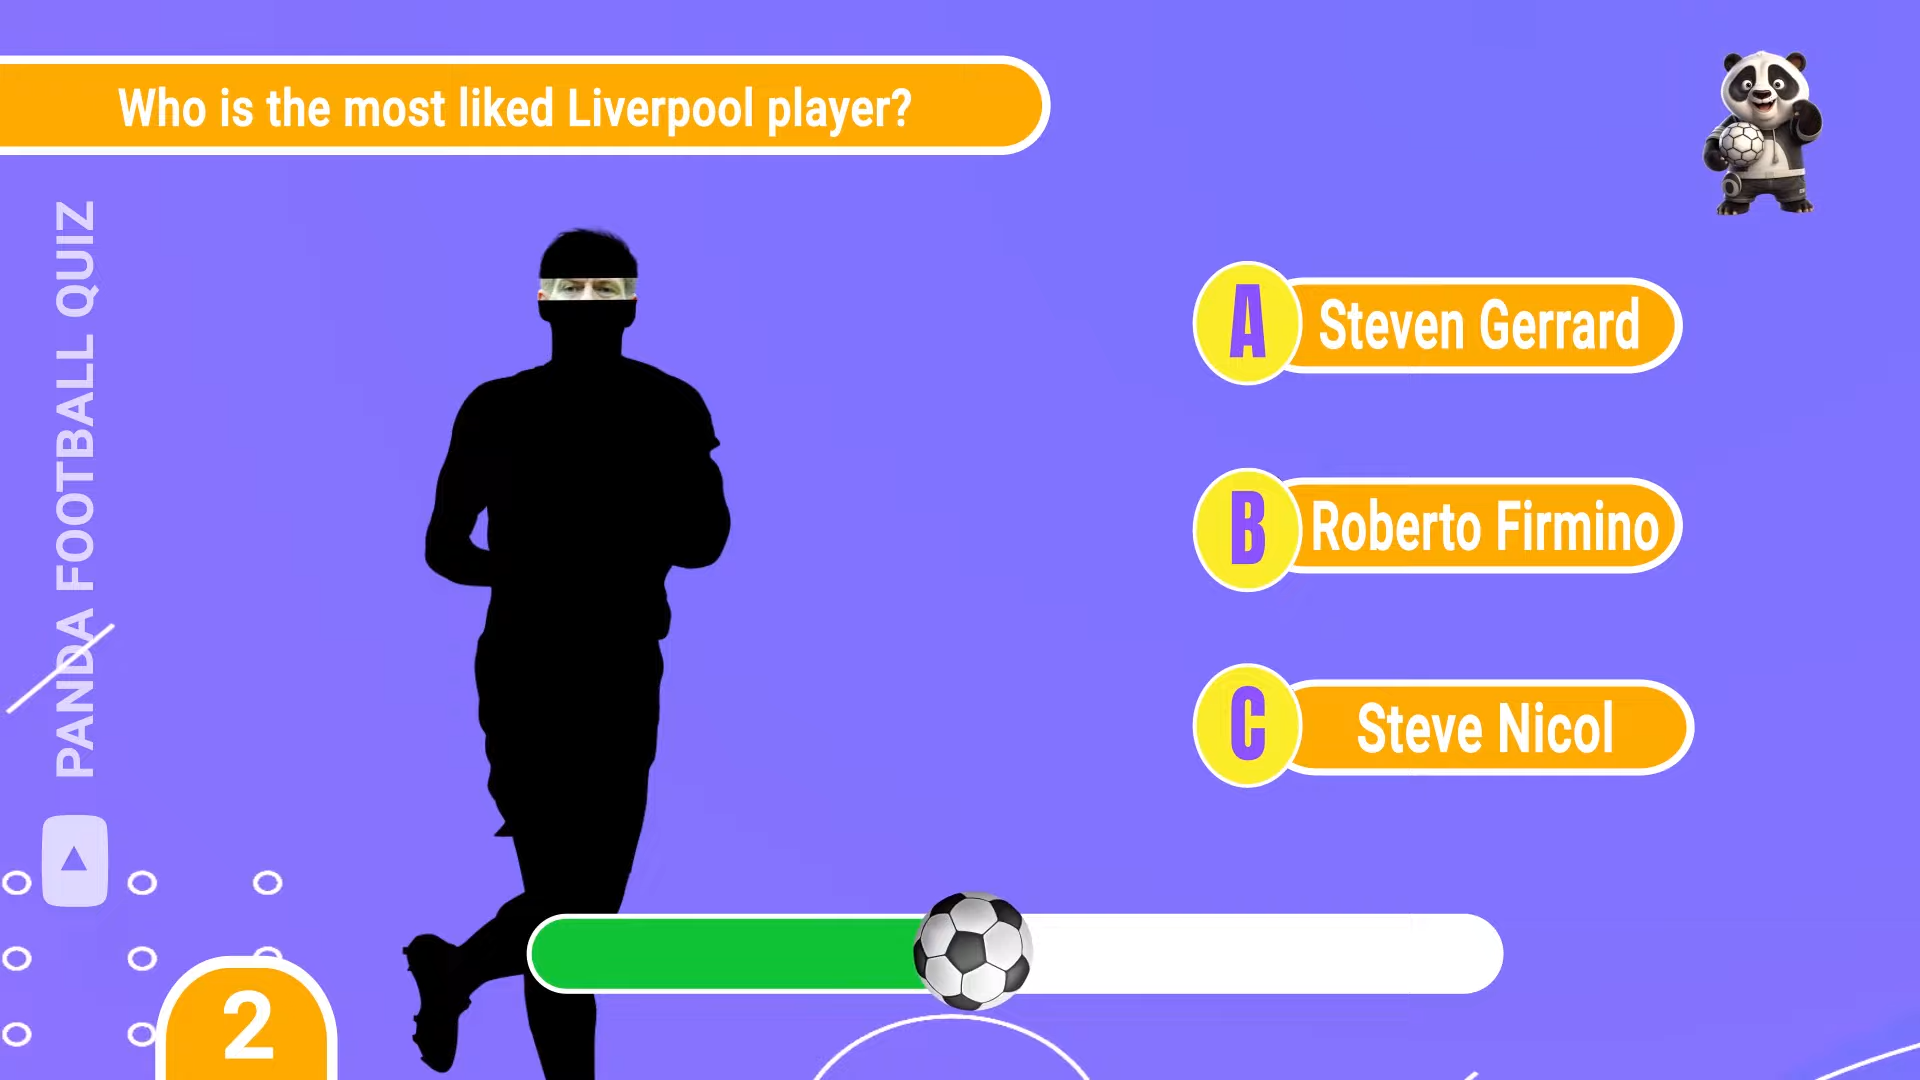 Who is the most liked Liverpool player?
PANDA FOOTBALL QUIZ
A
Steven Gerrard
B
Roberto Firmino
C
Steve Nicol
2